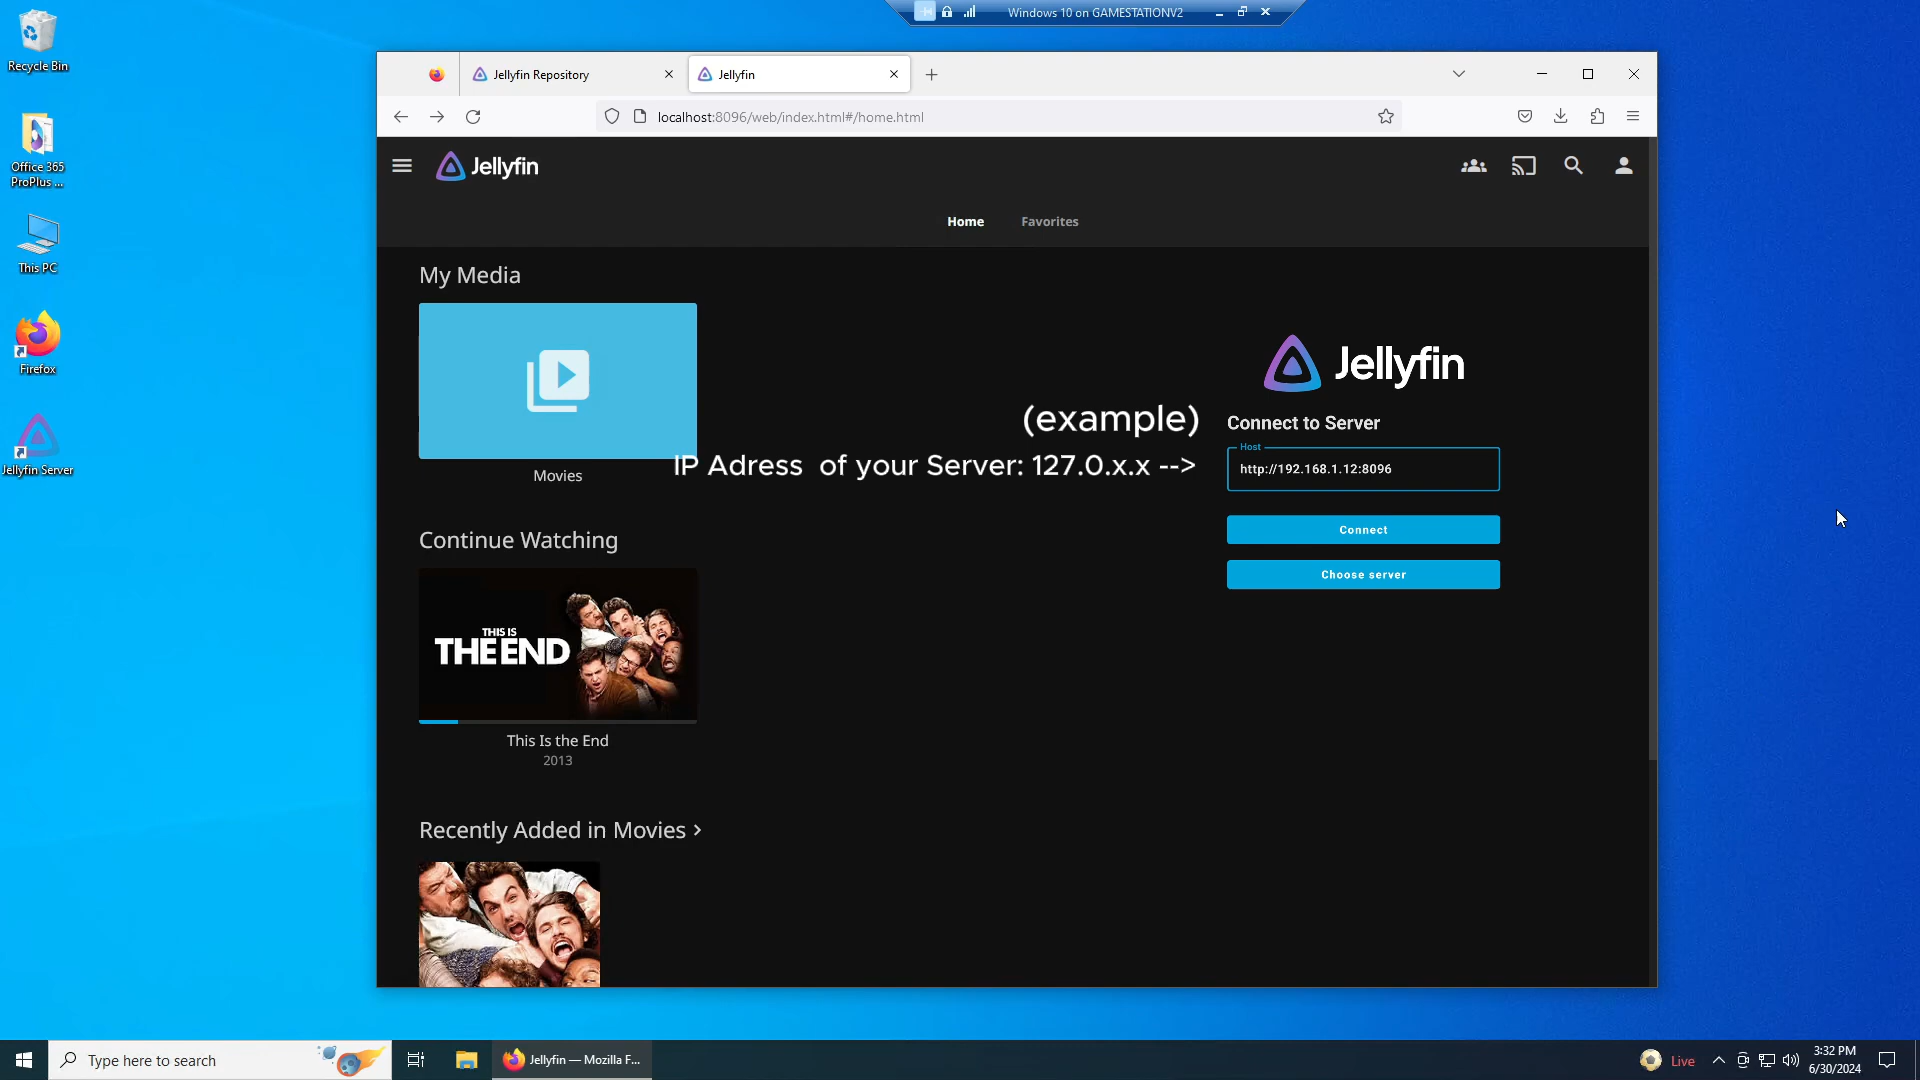 Windows 10 on GAMESTATIONV2
Recycle Bin
Office 365
ProPlus ...
This PC
Firefox
Jellyfin Server
Jellyfin Repository
Jellyfin
localhost:8096/web/index.html#/home.html
Jellyfin
Home
Favorites
My Media
Movies
Jellyfin
(example)
IP Adress of your Server: 127.0.x.x -->
Connect to Server
Host
http://192.168.1.12:8096
Connect
Choose server
Continue Watching
THIS IS
THE END
This Is the End
2013
Recently Added in Movies >
Type here to search
Jellyfin — Mozilla F...
Live
3:32 PM
6/30/2024